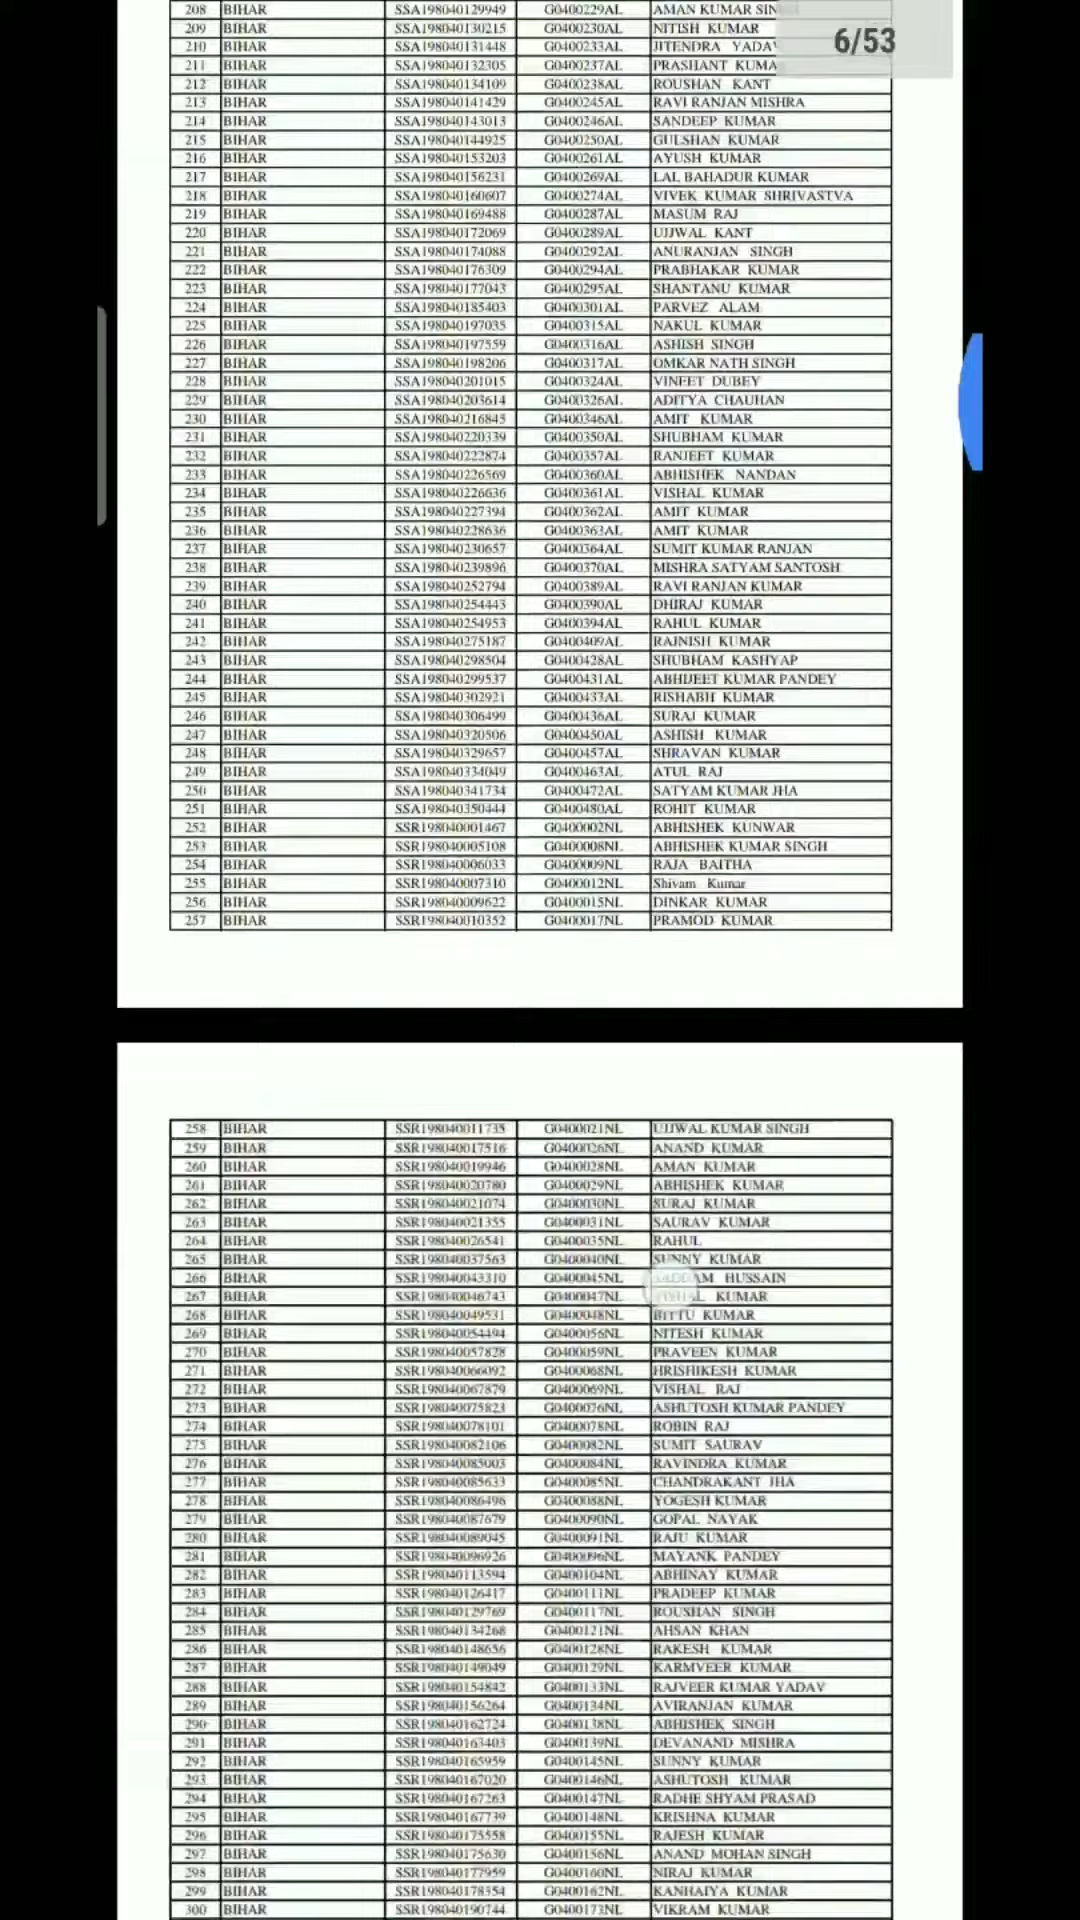 208 BIHAR SSA198040129949 G0400229AL AMAN KUMAR
209 BIHAR SSA198040130215 G0400230AL NITISH KUMAR
6/53
210 BIHAR SSA198040131448 G0400233AL JITENDRA
211 BIHAR SSA198040132305 G0400237AL PRASHANT
212 BIHAR SSA198040134109 G0400238AL ROUSHAN KANT
213 BIHAR SSA198040141429 G0400245AL RAVI RANJAN MISHRA
214 BIHAR SSA198040143013 G0400246AL SANDEEP KUMAR
215 BIHAR SSA198040144925 G0400250AL GULSHAN KUMAR
216 BIHAR SSA198040153203 G0400261AL AYUSH KUMAR
217 BIHAR SSA198040156231 G0400269AL LAL BAHADUR KUMAR
218 BIHAR SSA198040160607 G0400274AL VIVEK KUMAR SHRIVASTVA
219 BIHAR SSA198040169488 G0400287AL MASUM RAJ
220 BIHAR SSA198040172069 G0400289AL UJJWAL KANT
221 BIHAR SSA198040174088 G0400292AL ANURANJAN SINGH
222 BIHAR SSA198040176309 G0400294AL PRABHAKAR KUMAR
223 BIHAR SSA198040177043 G0400295AL SHANTANU KUMAR
224 BIHAR SSA198040185403 G0400301AL PARVEZ ALAM
225 BIHAR SSA198040197035 G0400315AL NAKUL KUMAR
226 BIHAR SSA198040197559 G0400316AL ASHISH SINGH
227 BIHAR SSA198040198206 G0400317AL OMKAR NATH SINGH
228 BIHAR SSA198040201015 G0400324AL VINEET DUBEY
229 BIHAR SSA198040203614 G0400326AL ADITYA CHAUHAN
230 BIHAR SSA198040216845 G0400346AL AMIT KUMAR
231 BIHAR SSA198040220339 G0400350AL SHUBHAM KUMAR
232 BIHAR SSA198040222874 G0400357AL RANJEET KUMAR
233 BIHAR SSA198040226569 G0400360AL ABHISHEK NANDAN
234 BIHAR SSA198040226636 G0400361AL VISHAL KUMAR
235 BIHAR SSA198040227394 G0400362AL AMIT KUMAR
236 BIHAR SSA198040228636 G0400363AL AMIT KUMAR
237 BIHAR SSA198040230657 G0400364AL SUMIT KUMAR RANJAN
238 BIHAR SSA198040239896 G0400370AL MISHRA SATYAM SANTOSH
239 BIHAR SSA198040252794 G0400389AL RAVI RANJAN KUMAR
240 BIHAR SSA198040254443 G0400390AL DHIRAJ KUMAR
241 BIHAR SSA198040254953 G0400394AL RAHUL KUMAR
242 BIHAR SSA198040275187 G0400409AL RAJNISH KUMAR
243 BIHAR SSA198040298504 G0400428AL SHUBHAM KASHYAP
244 BIHAR SSA198040299537 G0400431AL ABHIJEET KUMAR PANDEY
245 BIHAR SSA198040302921 G0400433AL RISHABH KUMAR
246 BIHAR SSA198040306499 G0400436AL SURAJ KUMAR
247 BIHAR SSA198040320506 G0400450AL ASHISH KUMAR
248 BIHAR SSA198040329657 G0400457AL SHRAVAN KUMAR
249 BIHAR SSA198040334049 G0400463AL ATUL RAJ
250 BIHAR SSA198040341734 G0400472AL SATYAM KUMAR JHA
251 BIHAR SSA198040350444 G0400480AL ROHIT KUMAR
252 BIHAR SSR198040001467 G0400002NL ABHISHEK KUNWAR
253 BIHAR SSR198040005108 G0400008NL ABHISHEK KUMAR SINGH
254 BIHAR SSR198040006033 G0400009NL RAJA BAITHA
255 BIHAR SSR198040007310 G0400012NL Shivam Kumar
256 BIHAR SSR198040009622 G0400015NL DINKAR KUMAR
257 BIHAR SSR198040010352 G0400017NL PRAMOD KUMAR
258 BIHAR SSR198040011735 G0400021NL UJJWAL KUMAR SINGH
259 BIHAR SSR198040017516 G0400026NL ANAND KUMAR
260 BIHAR SSR198040019946 G0400028NL AMAN KUMAR
261 BIHAR SSR198040020780 G0400029NL ABHISHEK KUMAR
262 BIHAR SSR198040021074 G0400030NL SURAJ KUMAR
263 BIHAR SSR198040021355 G0400031NL SAURAV KUMAR
264 BIHAR SSR198040026541 G0400035NL RAHUL
265 BIHAR SSR198040037563 G0400040NL SUNNY KUMAR
266 BIHAR SSR198040043310 G0400045NL HUSSAIN
267 BIHAR SSR198040046743 G0400047NL KUMAR
268 BIHAR SSR198040049531 G0400048NL BITTU KUMAR
269 BIHAR SSR198040054494 G0400056NL NITESH KUMAR
270 BIHAR SSR198040057828 G0400059NL PRAVEEN KUMAR
271 BIHAR SSR198040066092 G0400068NL HRISHIKESH KUMAR
272 BIHAR SSR198040067879 G0400069NL VISHAL RAJ
273 BIHAR SSR198040075823 G0400076NL ASHUTOSH KUMAR PANDEY
274 BIHAR SSR198040078101 G0400078NL ROBIN RAJ
275 BIHAR SSR198040082106 G0400082NL SUMIT SAURAV
276 BIHAR SSR198040085003 G0400084NL RAVINDRA KUMAR
277 BIHAR SSR198040085633 G0400085NL CHANDRAKANT JHA
278 BIHAR SSR198040086496 G0400088NL YOGESH KUMAR
279 BIHAR SSR198040087679 G0400090NL GOPAL NAYAK
280 BIHAR SSR198040089045 G0400091NL RAJU KUMAR
281 BIHAR SSR198040096926 G0400096NL MAYANK PANDEY
282 BIHAR SSR198040113594 G0400104NL ABHINAY KUMAR
283 BIHAR SSR198040126417 G0400111NL PRADEEP KUMAR
284 BIHAR SSR198040129769 G0400117NL ROUSHAN SINGH
285 BIHAR SSR198040134268 G0400121NL AHSAN KHAN
286 BIHAR SSR198040148656 G0400128NL RAKESH KUMAR
287 BIHAR SSR198040149049 G0400129NL KARMVEER KUMAR
288 BIHAR SSR198040154842 G0400133NL RAJVEER KUMAR YADAV
289 BIHAR SSR198040156264 G0400134NL AVIRANJAN KUMAR
290 BIHAR SSR198040162724 G0400138NL ABHISHEK SINGH
291 BIHAR SSR198040163403 G0400139NL DEVANAND MISHRA
292 BIHAR SSR198040165959 G0400145NL SUNNY KUMAR
293 BIHAR SSR198040167020 G0400146NL ASHUTOSH KUMAR
294 BIHAR SSR198040167263 G0400147NL RADHE SHYAM PRASAD
295 BIHAR SSR198040167739 G0400148NL KRISHNA KUMAR
296 BIHAR SSR198040175558 G0400155NL RAJESH KUMAR
297 BIHAR SSR198040175630 G0400156NL ANAND MOHAN SINGH
298 BIHAR SSR198040177959 G0400160NL NIRAJ KUMAR
299 BIHAR SSR198040178354 G0400162NL KANHAIYA KUMAR
300 BIHAR SSR198040190744 G0400173NL VIKRAM KUMAR